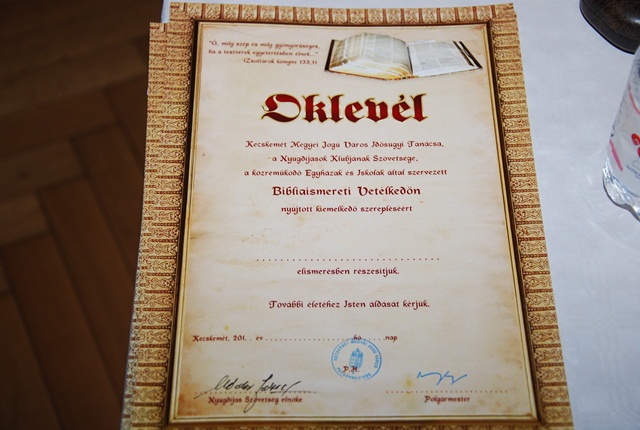 "Ó, mily szép és mily gyönyörűséges,
ha a testvérek egyetértésben élnek..."
(Zsoltárok könyve 133,1)
Oklevél
Kecskemét Megyei Jogú Város Idősügyi Tanácsa,
a Nyugdíjasok Klubjainak Szövetsége,
a közreműködő Egyházak és Iskolák által szervezett
Bibliaismereti Vetélkedőn
nyújtott kiemelkedő szerepléséért
elismerésben részesítjük.
További életéhez Isten áldását kérjük.
Kecskemét, 201... év ........ hó ........ nap
P.H.
Nyugdíjas Szövetség elnöke
Polgármester